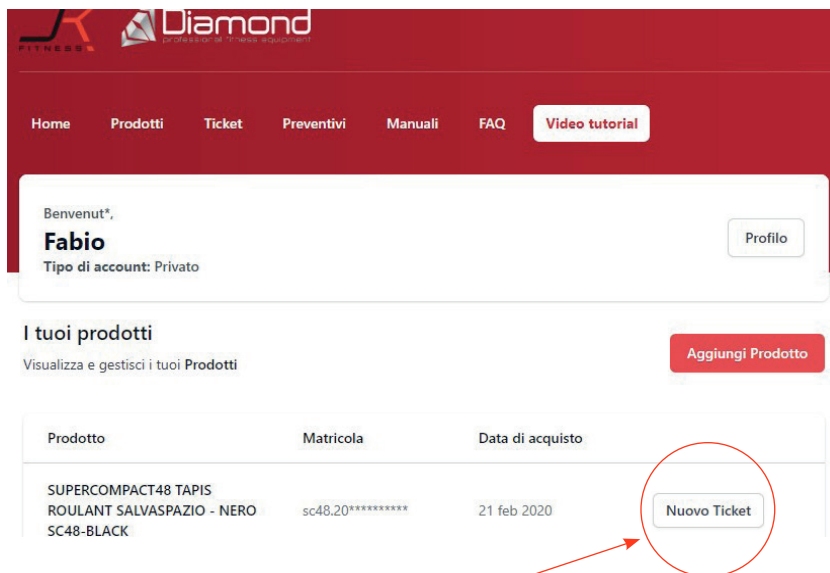 JK
FITNESS
Diamond
professional fitness equipment
Home Prodotti Ticket Preventivi Manuali FAQ Video tutorial
Benvenut*,
Fabio
Tipo di account: Privato
Profilo
I tuoi prodotti
Visualizza e gestisci i tuoi Prodotti
Aggiungi Prodotto
Prodotto Matricola Data di acquisto
SUPERCOMPACT48 TAPIS
ROULANT SALVASPAZIO - NERO
SC48-BLACK
sc48.20**********
21 feb 2020
Nuovo Ticket